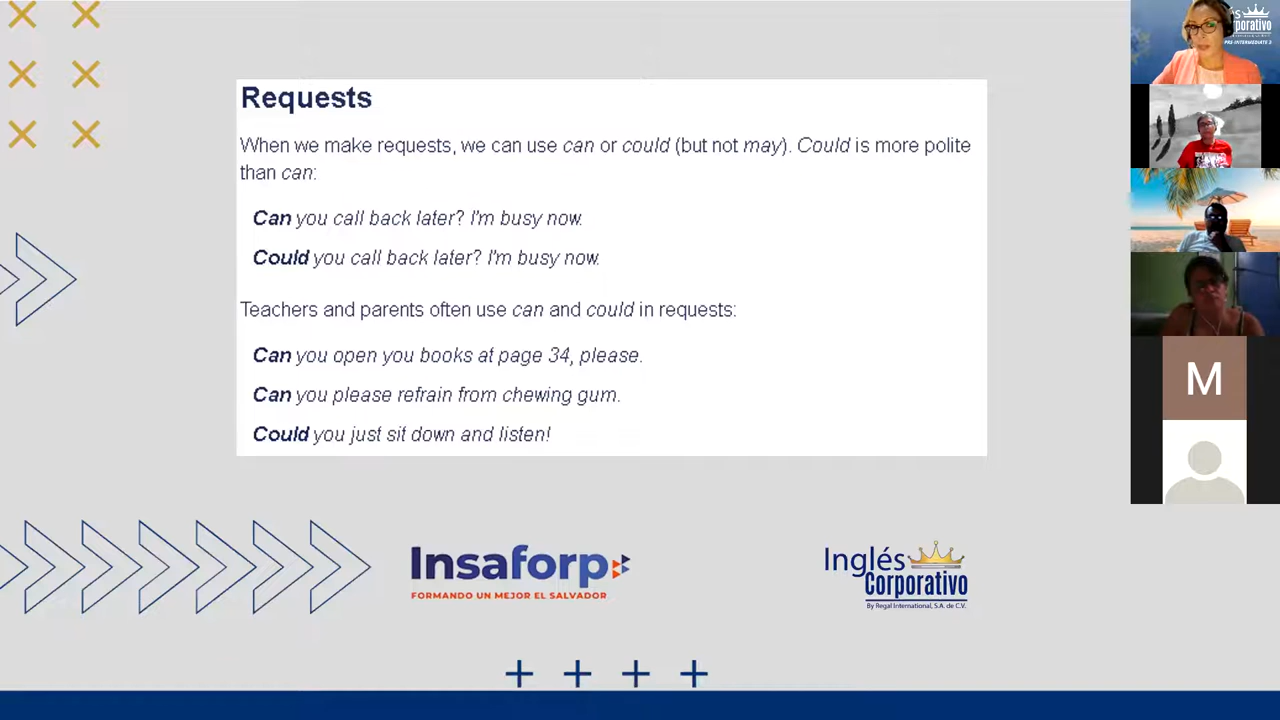 Requests
When we make requests, we can use can or could (but not may). Could is more polite
than can:
Can you call back later? I'm busy now.
Could you call back later? I'm busy now.
Teachers and parents often use can and could in requests:
Can you open you books at page 34, please.
Can you please refrain from chewing gum.
Could you just sit down and listen!
Insaforp
FORMANDO UN MEJOR EL SALVADOR
Inglés
Corporativo
By Regal International, S.A. de C.V.
PRE-INTERMEDIATE 2
M